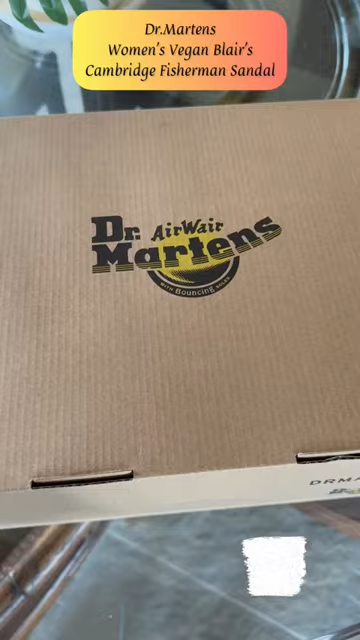 Dr.Martens
Women's Vegan Blair's
Cambridge Fisherman Sandal
Dr. AirWair
Martens
WITH Bouncing SOLES